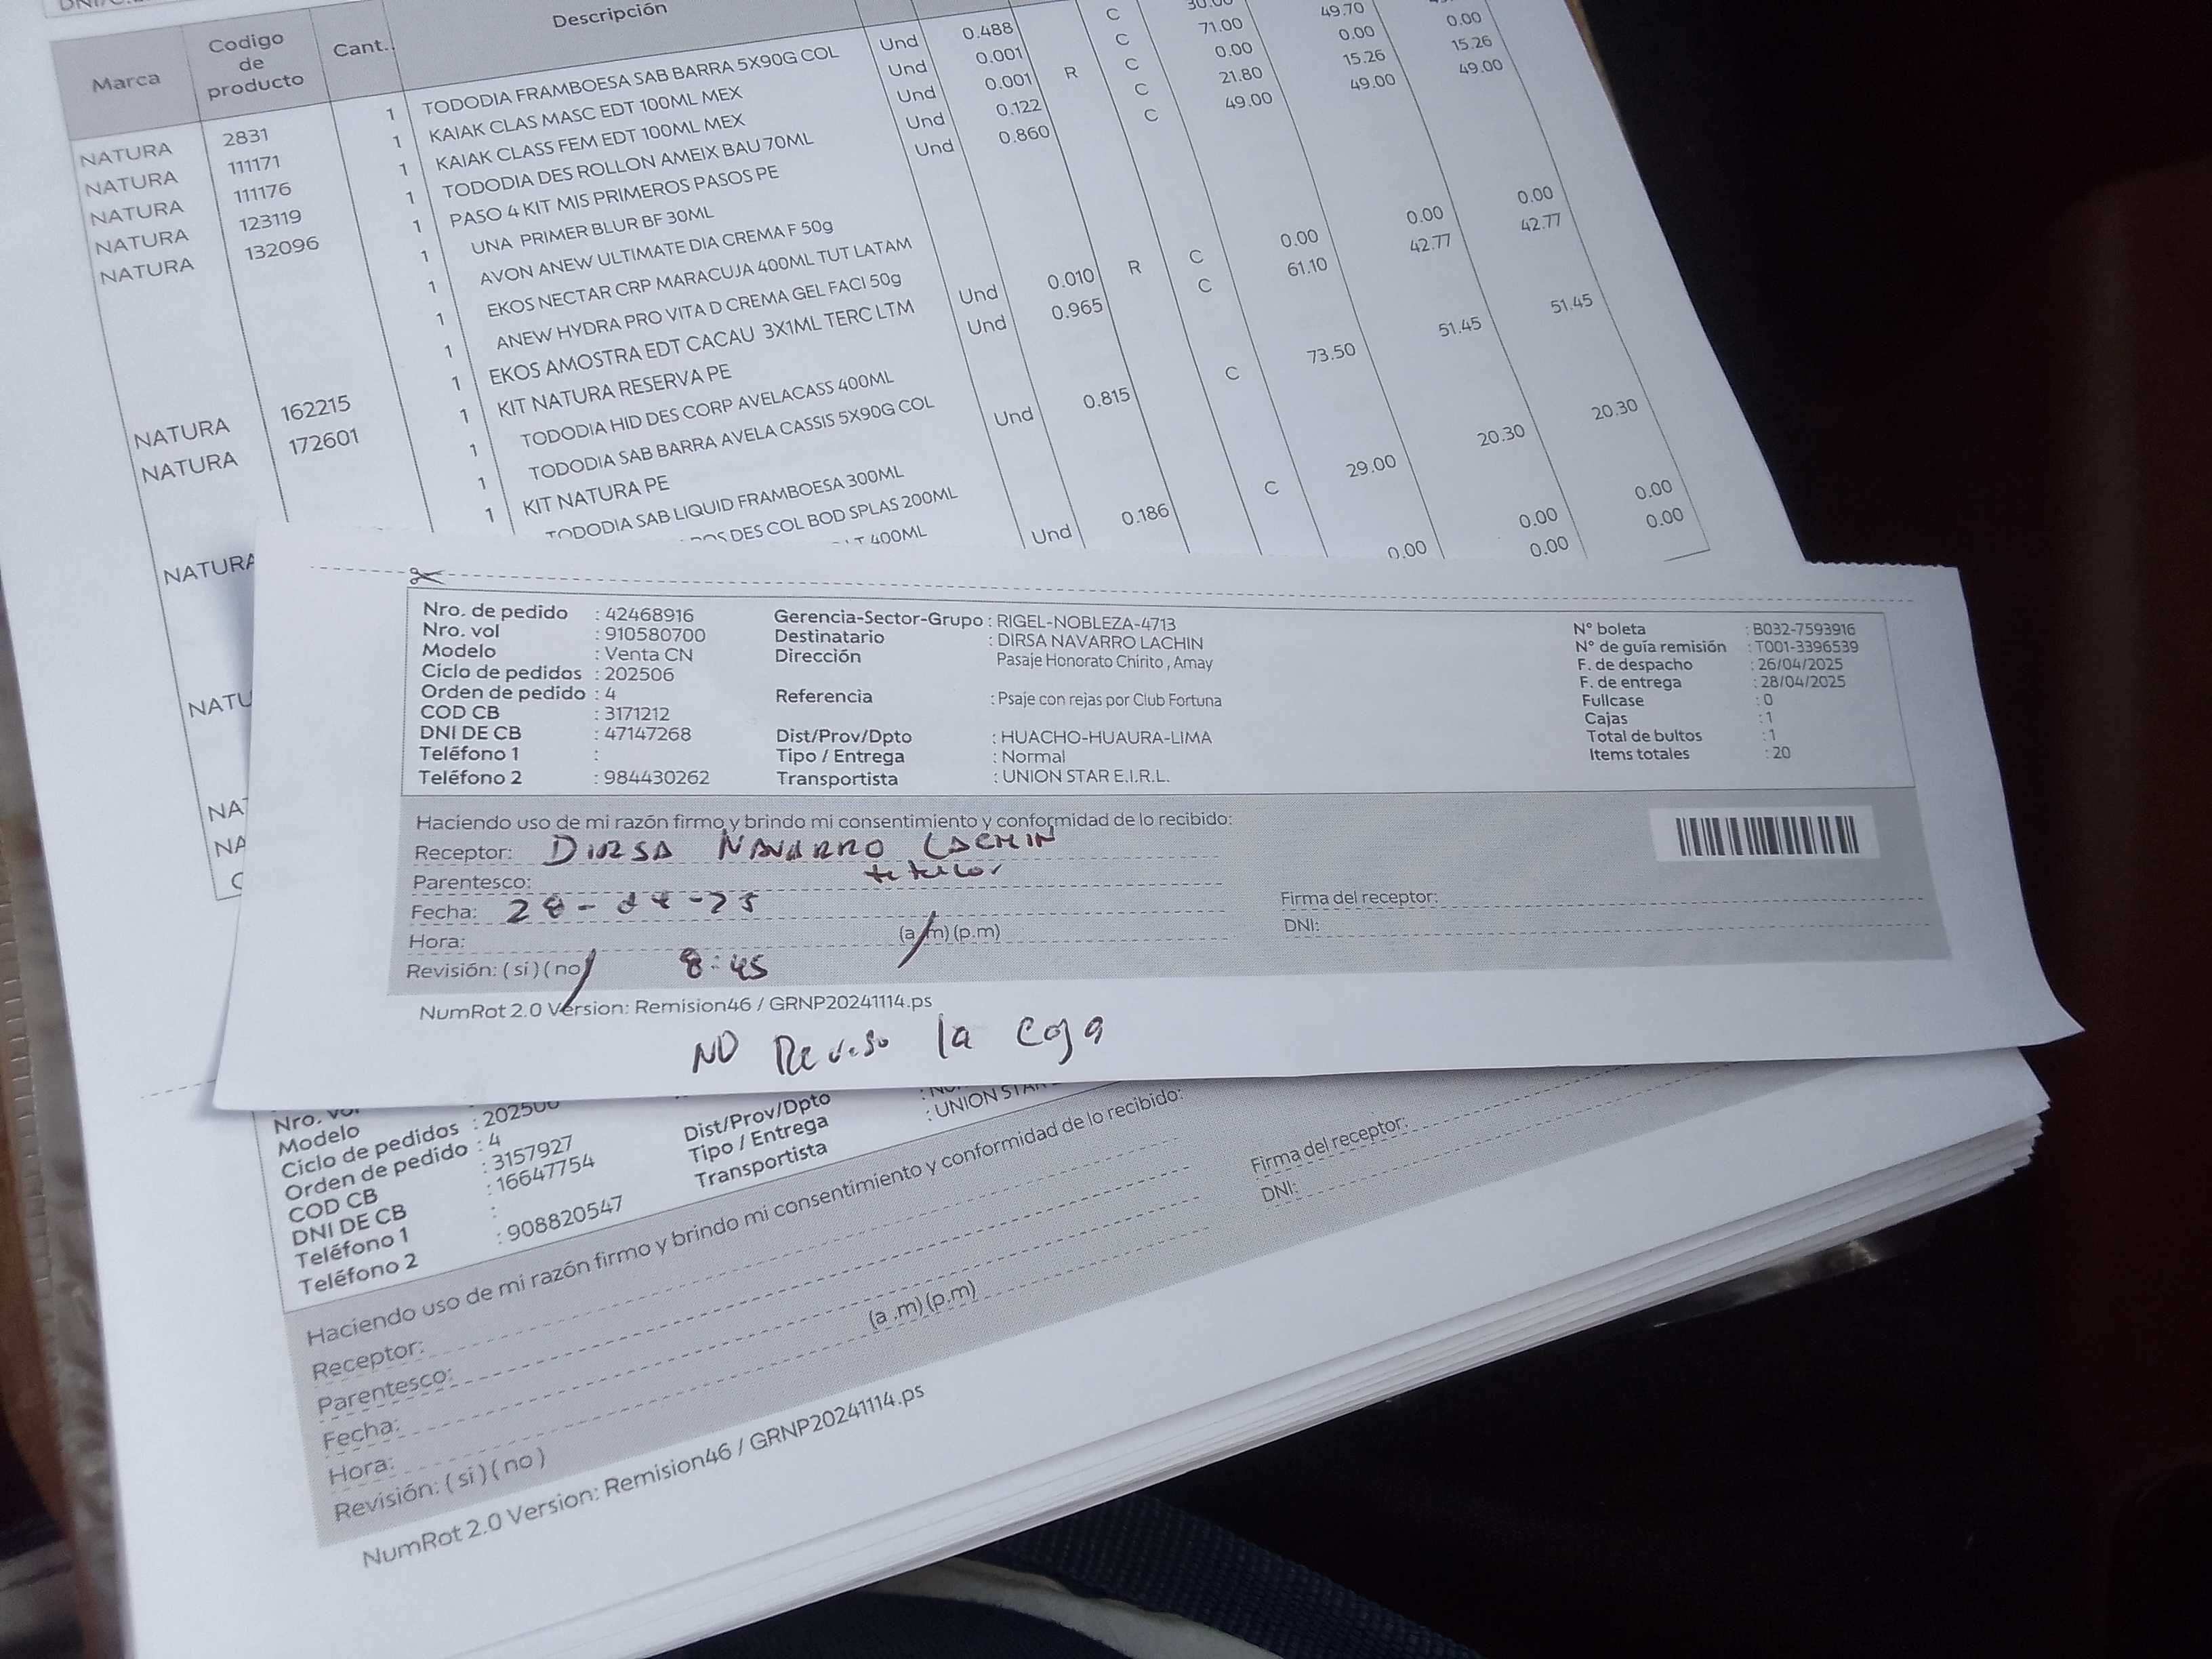 Marca Codigo de producto Cant. Descripción
NATURA 2831 1 TODODIA FRAMBOESA SAB BARRA 5X90G COL Und 0.488 C 71.00 49.70
NATURA 111171 1 KAIAK CLAS MASC EDT 100ML MEX Und 0.001 C 0.00 0.00 0.00
NATURA 111176 1 KAIAK CLASS FEM EDT 100ML MEX Und 0.001 R C 21.80 15.26 15.26
NATURA 123119 1 TODODIA DES ROLLON AMEIX BAU 70ML Und 0.122 C 49.00 49.00 49.00
NATURA 132096 1 PASO 4 KIT MIS PRIMEROS PASOS PE Und 0.860 C
1 UNA PRIMER BLUR BF 30ML
1 AVON ANEW ULTIMATE DIA CREMA F 50g
1 EKOS NECTAR CRP MARACUJA 400ML TUT LATAM
1 ANEW HYDRA PRO VITA D CREMA GEL FACI 50g
NATURA 162215 1 EKOS AMOSTRA EDT CACAU 3X1ML TERC LTM Und 0.010 R C 0.00 0.00 0.00
NATURA 172601 1 KIT NATURA RESERVA PE Und 0.965 C 61.10 42.77 42.77
1 TODODIA HID DES CORP AVELACASS 400ML
1 TODODIA SAB BARRA AVELA CASSIS 5X90G COL
NATURA 1 KIT NATURA PE Und 0.815 C 73.50 51.45 51.45
TODODIA SAB LIQUID FRAMBOESA 300ML
DES COL BOD SPLAS 200ML
400ML
Und 0.186 C 29.00 20.30 20.30
0.00 0.00 0.00
0.00 0.00
Nro. de pedido : 42468916 Gerencia-Sector-Grupo : RIGEL-NOBLEZA-4713 N° boleta : B032-7593916
Nro. vol : 910580700 Destinatario : DIRSA NAVARRO LACHIN N° de guía remisión : T001-3396539
Modelo : Venta CN Dirección Pasaje Honorato Chirito , Amay F. de despacho : 26/04/2025
Ciclo de pedidos : 202506 F. de entrega : 28/04/2025
Orden de pedido : 4 Referencia : Psaje con rejas por Club Fortuna Fullcase : 0
COD CB : 3171212 Cajas : 1
DNI DE CB : 47147268 Dist/Prov/Dpto : HUACHO-HUAURA-LIMA Total de bultos : 1
Teléfono 1 : Tipo / Entrega : Normal Items totales : 20
Teléfono 2 : 984430262 Transportista : UNION STAR E.I.R.L.
Haciendo uso de mi razón firmo y brindo mi consentimiento y conformidad de lo recibido:
Receptor: DIRSA NAVARRO LACHIN
Parentesco: titular
Fecha: 28-04-25 Firma del receptor:
Hora: (a.m) (p.m) DNI:
Revisión: (si) (no) 8:45
NumRot 2.0 Version: Remision46 / GRNP20241114.ps
NO Reviso la caja
Nro. vol
Modelo
Ciclo de pedidos : 202506 Dist/Prov/Dpto
Orden de pedido : 4 Tipo / Entrega
COD CB : 3157927 Transportista : UNION STAR
DNI DE CB : 16647754
Teléfono 1 :
Teléfono 2 : 908820547
Haciendo uso de mi razón firmo y brindo mi consentimiento y conformidad de lo recibido:
Receptor:
Parentesco: Firma del receptor:
Fecha: DNI:
Hora: (a .m) (p.m)
Revisión: (si) (no)
NumRot 2.0 Version: Remision46 / GRNP20241114.ps